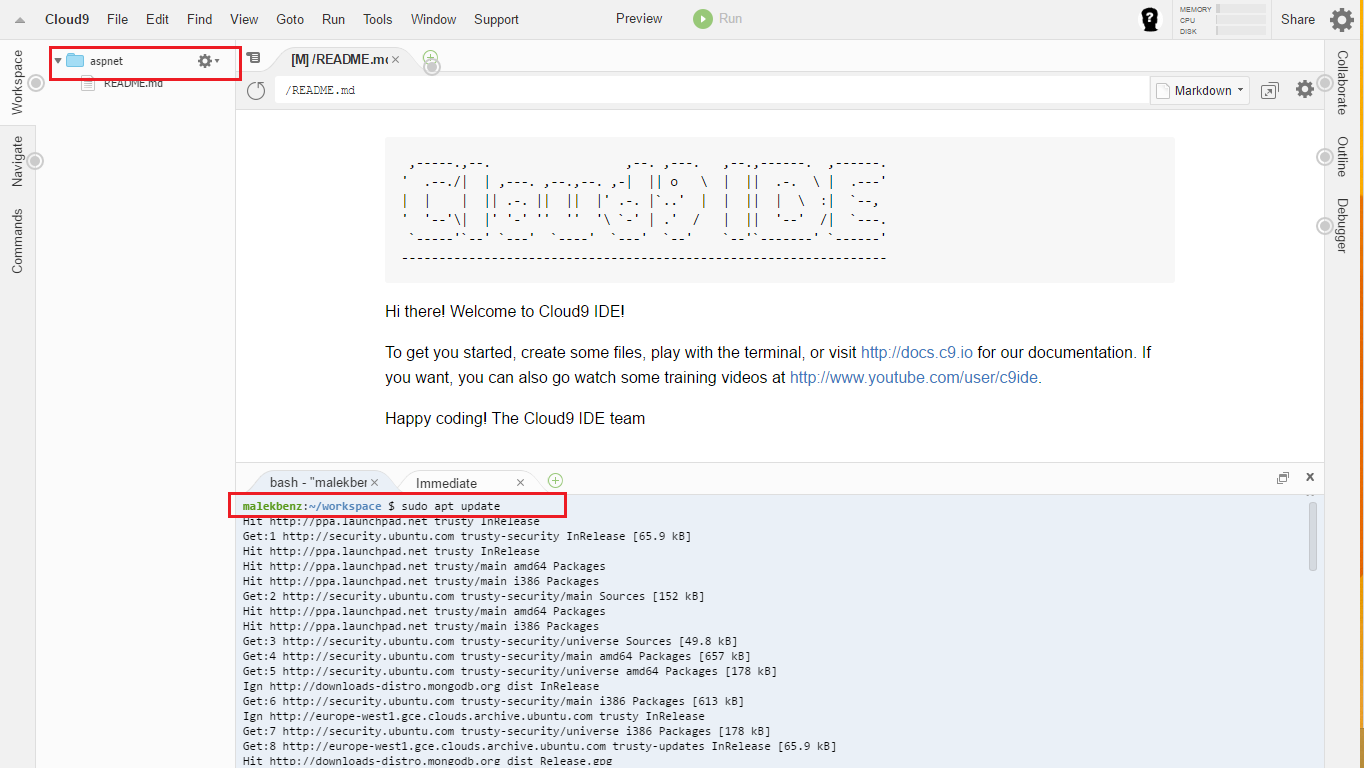 Cloud9 File Edit Find View Goto Run Tools Window Support Preview Run MEMORY CPU DISK Share
Workspace
Navigate
Commands
aspnet
README.md
[M] /README.m
/README.md Markdown
Collaborate
Outline
Debugger
Cloud9 IDE
Hi there! Welcome to Cloud9 IDE!
To get you started, create some files, play with the terminal, or visit http://docs.c9.io for our documentation. If
you want, you can also go watch some training videos at http://www.youtube.com/user/c9ide.
Happy coding! The Cloud9 IDE team
bash - "malekber Immediate
malekbenz:~/workspace $ sudo apt update
Hit http://ppa.launchpad.net trusty InRelease
Get:1 http://security.ubuntu.com trusty-security InRelease [65.9 kB]
Hit http://ppa.launchpad.net trusty InRelease
Hit http://ppa.launchpad.net trusty/main amd64 Packages
Hit http://ppa.launchpad.net trusty/main i386 Packages
Get:2 http://security.ubuntu.com trusty-security/main Sources [152 kB]
Hit http://ppa.launchpad.net trusty/main amd64 Packages
Hit http://ppa.launchpad.net trusty/main i386 Packages
Get:3 http://security.ubuntu.com trusty-security/universe Sources [49.8 kB]
Get:4 http://security.ubuntu.com trusty-security/main amd64 Packages [657 kB]
Get:5 http://security.ubuntu.com trusty-security/universe amd64 Packages [178 kB]
Ign http://downloads-distro.mongodb.org dist InRelease
Get:6 http://security.ubuntu.com trusty-security/main i386 Packages [613 kB]
Ign http://europe-west1.gce.clouds.archive.ubuntu.com trusty InRelease
Get:7 http://security.ubuntu.com trusty-security/universe i386 Packages [178 kB]
Get:8 http://europe-west1.gce.clouds.archive.ubuntu.com trusty-updates InRelease [65.9 kB]
Hit http://downloads-distro.mongodb.org dist Release.gpg